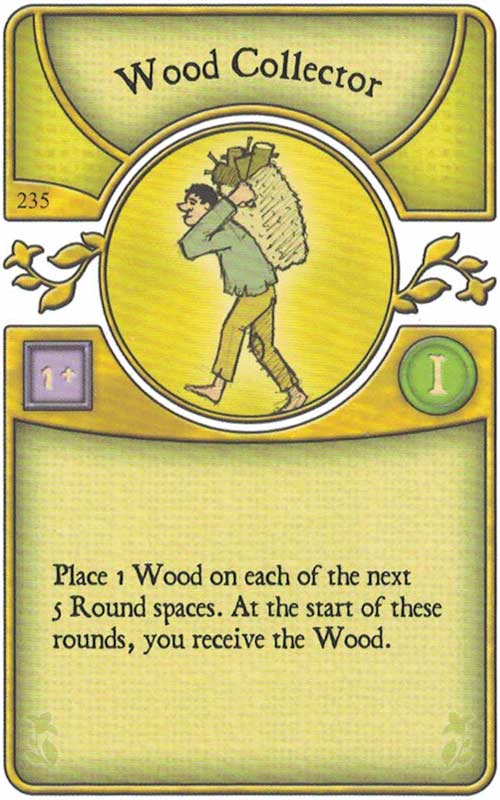 Wood Collector
235
1+
I
Place 1 Wood on each of the next
5 Round spaces. At the start of these
rounds, you receive the Wood.